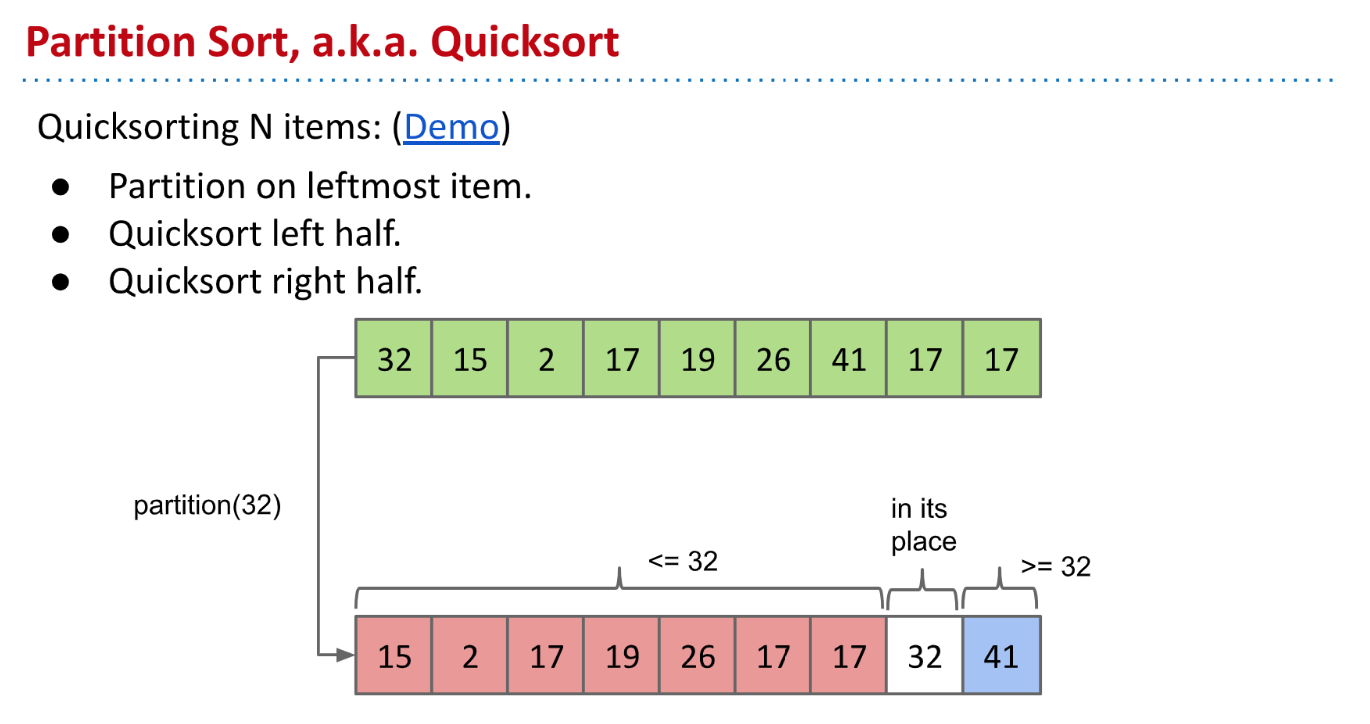 Partition Sort, a.k.a. Quicksort
Quicksorting N items: (Demo)
● Partition on leftmost item.
● Quicksort left half.
● Quicksort right half.
32 15 2 17 19 26 41 17 17
partition(32)
in its
place
<= 32
>= 32
15 2 17 19 26 17 17 32 41